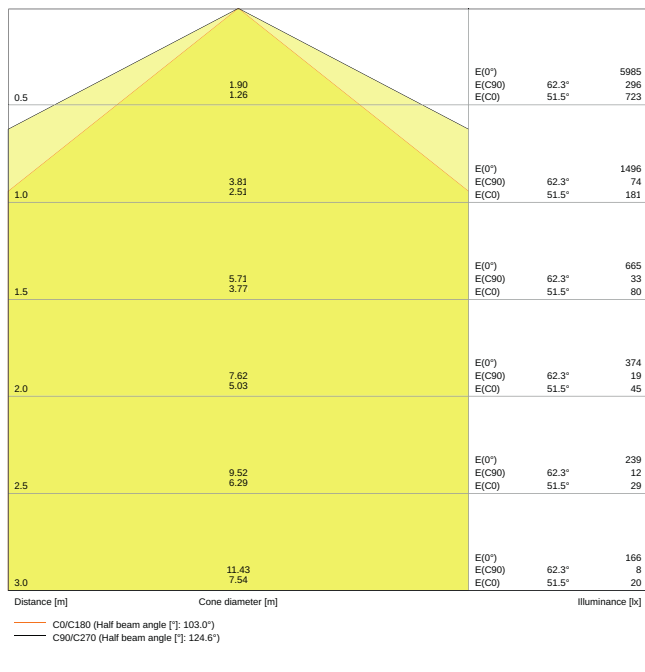 E(0°) 5985
1.90 E(C90) 62.3° 296
0.5 1.26 E(C0) 51.5° 723
E(0°) 1496
3.81 E(C90) 62.3° 74
1.0 2.51 E(C0) 51.5° 181
E(0°) 665
5.71 E(C90) 62.3° 33
1.5 3.77 E(C0) 51.5° 80
E(0°) 374
7.62 E(C90) 62.3° 19
2.0 5.03 E(C0) 51.5° 45
E(0°) 239
9.52 E(C90) 62.3° 12
2.5 6.29 E(C0) 51.5° 29
E(0°) 166
11.43 E(C90) 62.3° 8
3.0 7.54 E(C0) 51.5° 20
Distance [m] Cone diameter [m] Illuminance [lx]
C0/C180 (Half beam angle [°]: 103.0°)
C90/C270 (Half beam angle [°]: 124.6°)